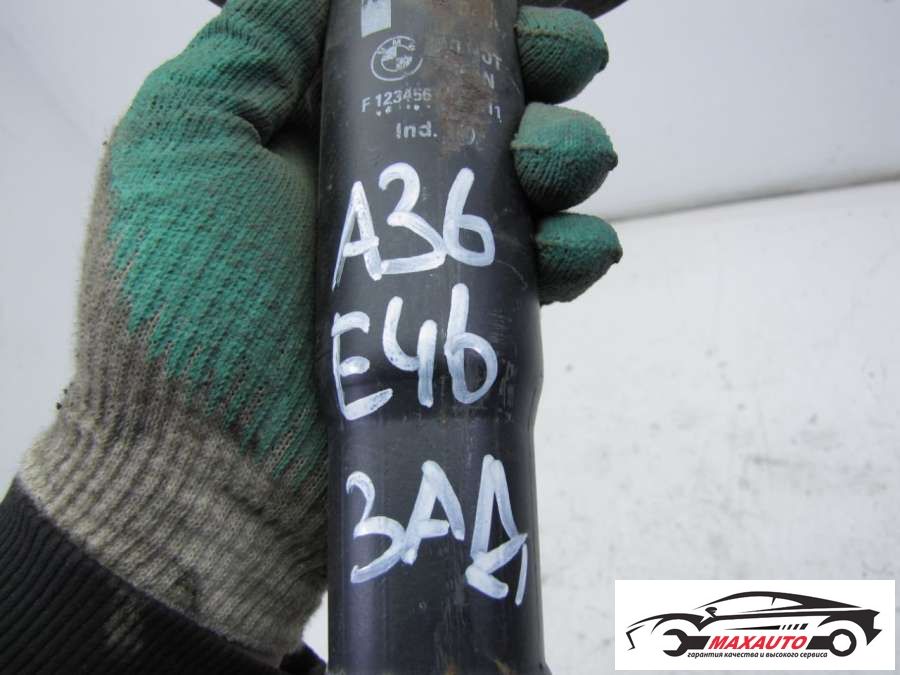 F 123456
Ind.
A36
E46
ЗАД
MAXAUTO
гарантия качества и высокого сервиса